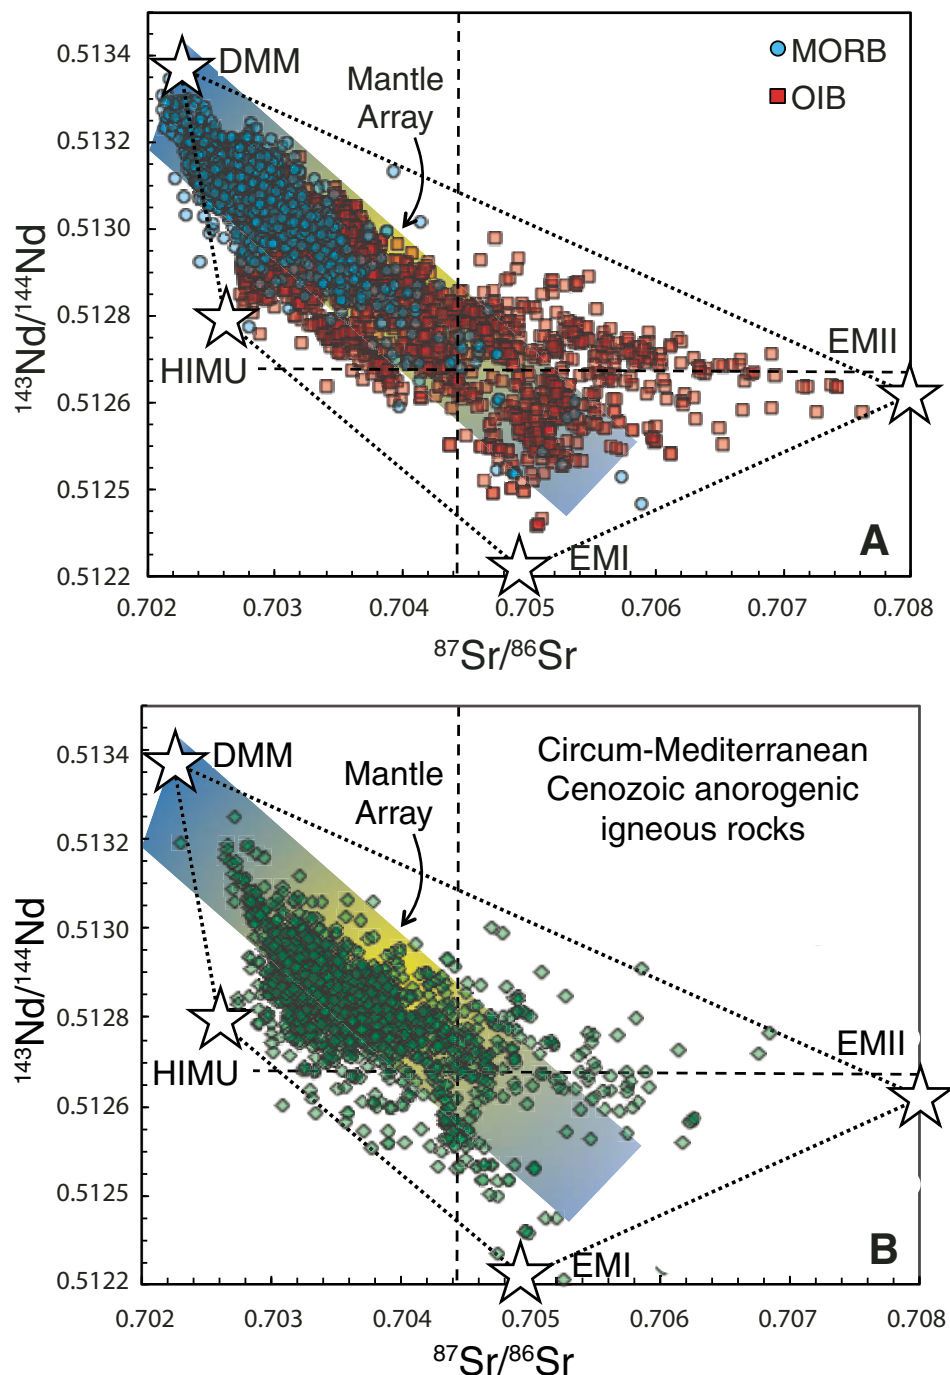 0.5134
0.5132
0.5130
0.5128
0.5126
0.5124
0.5122
¹⁴³Nd/¹⁴⁴Nd
DMM
Mantle
Array
MORB
OIB
HIMU
EMII
EMI
A
0.702
0.703
0.704
0.705
0.706
0.707
0.708
⁸⁷Sr/⁸⁶Sr
0.5134
0.5132
0.5130
0.5128
0.5126
0.5124
0.5122
¹⁴³Nd/¹⁴⁴Nd
DMM
Mantle
Array
Circum-Mediterranean
Cenozoic anorogenic
igneous rocks
HIMU
EMII
EMI
B
0.702
0.703
0.704
0.705
0.706
0.707
0.708
⁸⁷Sr/⁸⁶Sr